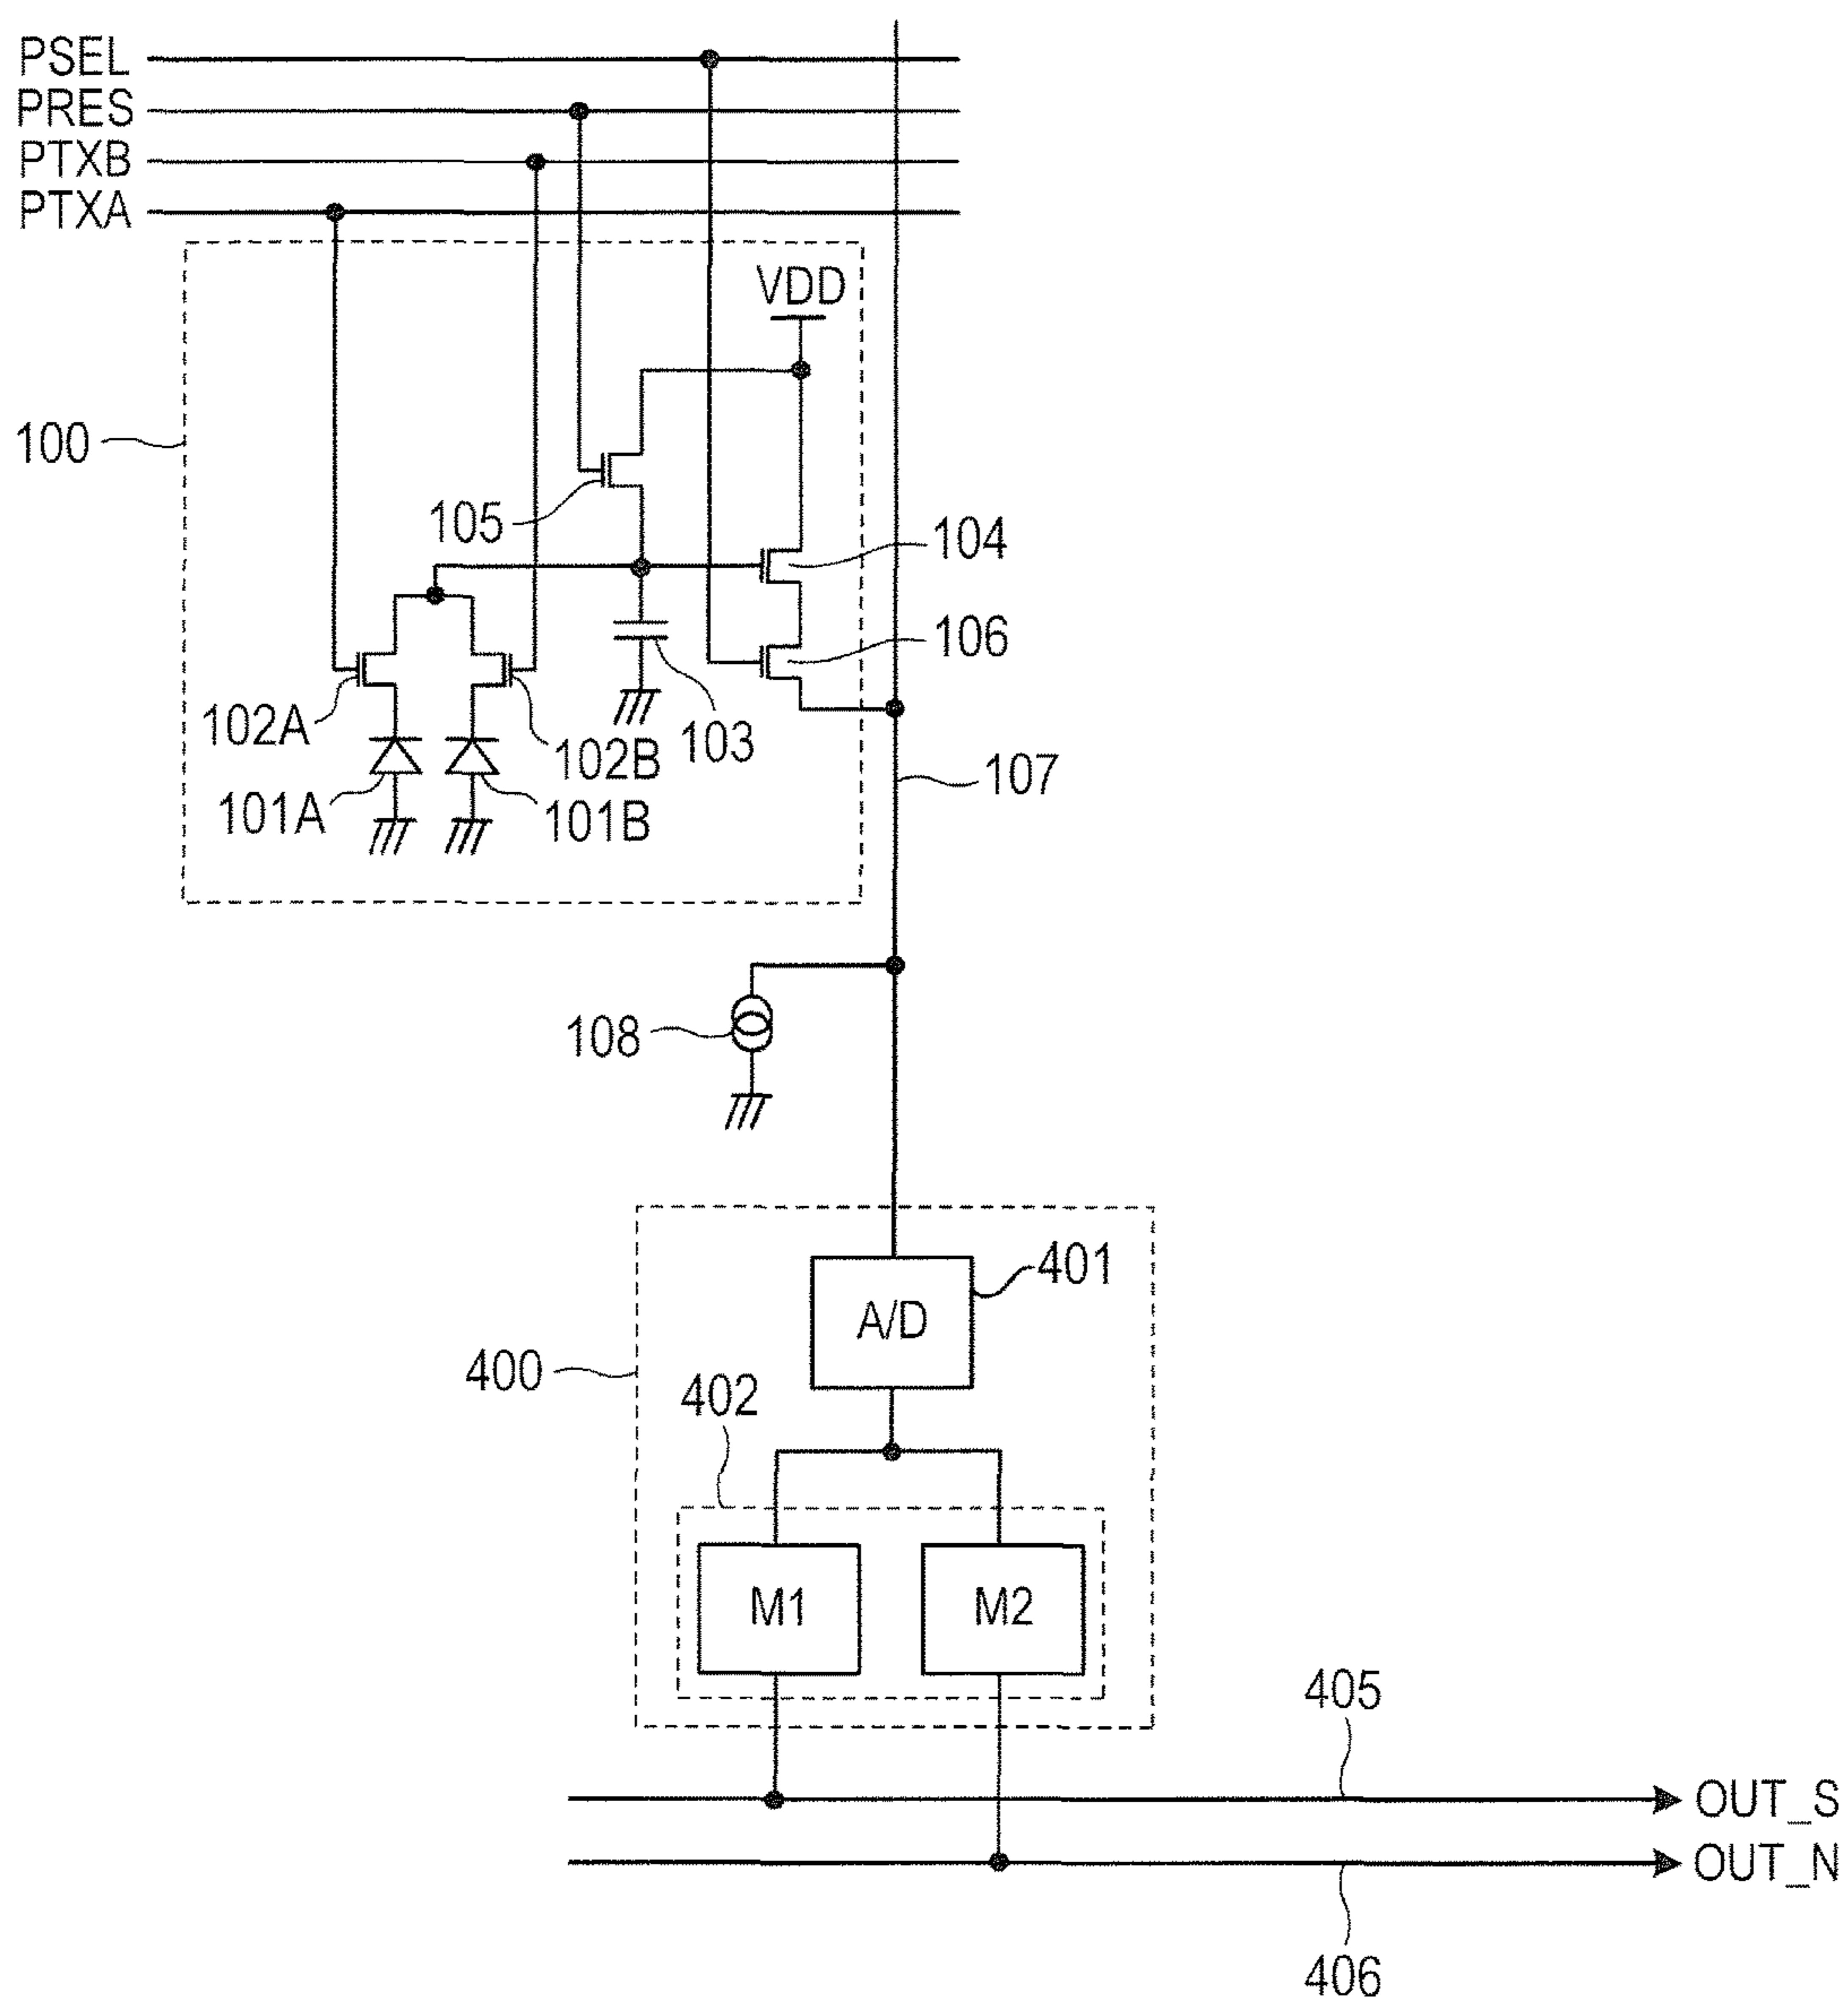 PSEL
PRES
PTXB
PTXA
VDD
100
105
104
106
102A
103
102B
107
101A
101B
108
401
A/D
400
402
M1
M2
405
OUT_S
OUT_N
406